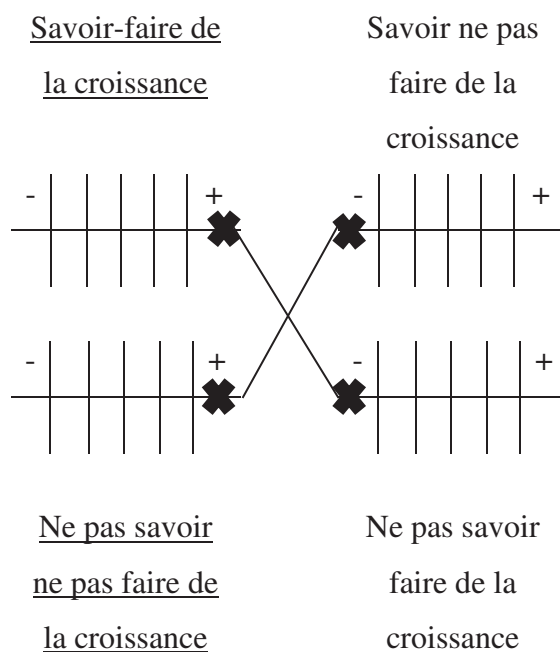 Savoir-faire de
la croissance
Savoir ne pas
faire de la
croissance
- +
- +
- +
- +
Ne pas savoir
ne pas faire de
la croissance
Ne pas savoir
faire de la
croissance